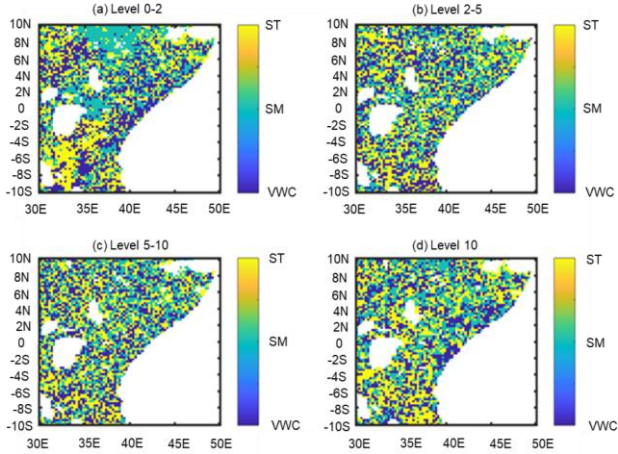 (a) Level 0-2
10N
8N
6N
4N
2N
0
-2S
-4S
-6S
-8S
-10S
30E 35E 40E 45E 50E
ST
SM
VWC
(b) Level 2-5
10N
8N
6N
4N
2N
0
-2S
-4S
-6S
-8S
-10S
30E 35E 40E 45E 50E
ST
SM
VWC
(c) Level 5-10
10N
8N
6N
4N
2N
0
-2S
-4S
-6S
-8S
-10S
30E 35E 40E 45E 50E
ST
SM
VWC
(d) Level 10
10N
8N
6N
4N
2N
0
-2S
-4S
-6S
-8S
-10S
30E 35E 40E 45E 50E
ST
SM
VWC